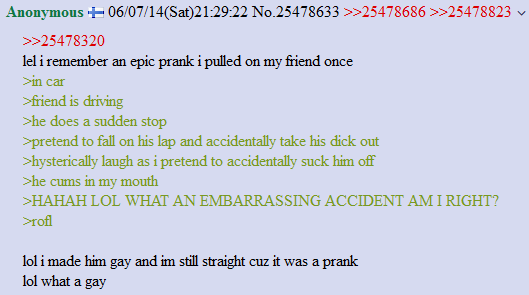 Anonymous 06/07/14(Sat)21:29:22 No.25478633 >>25478686 >>25478823
>>25478320
lel i remember an epic prank i pulled on my friend once
>in car
>friend is driving
>he does a sudden stop
>pretend to fall on his lap and accidentally take his dick out
>hysterically laugh as i pretend to accidentally suck him off
>he cums in my mouth
>HAHAH LOL WHAT AN EMBARRASSING ACCIDENT AM I RIGHT?
>rofl
lol i made him gay and im still straight cuz it was a prank
lol what a gay